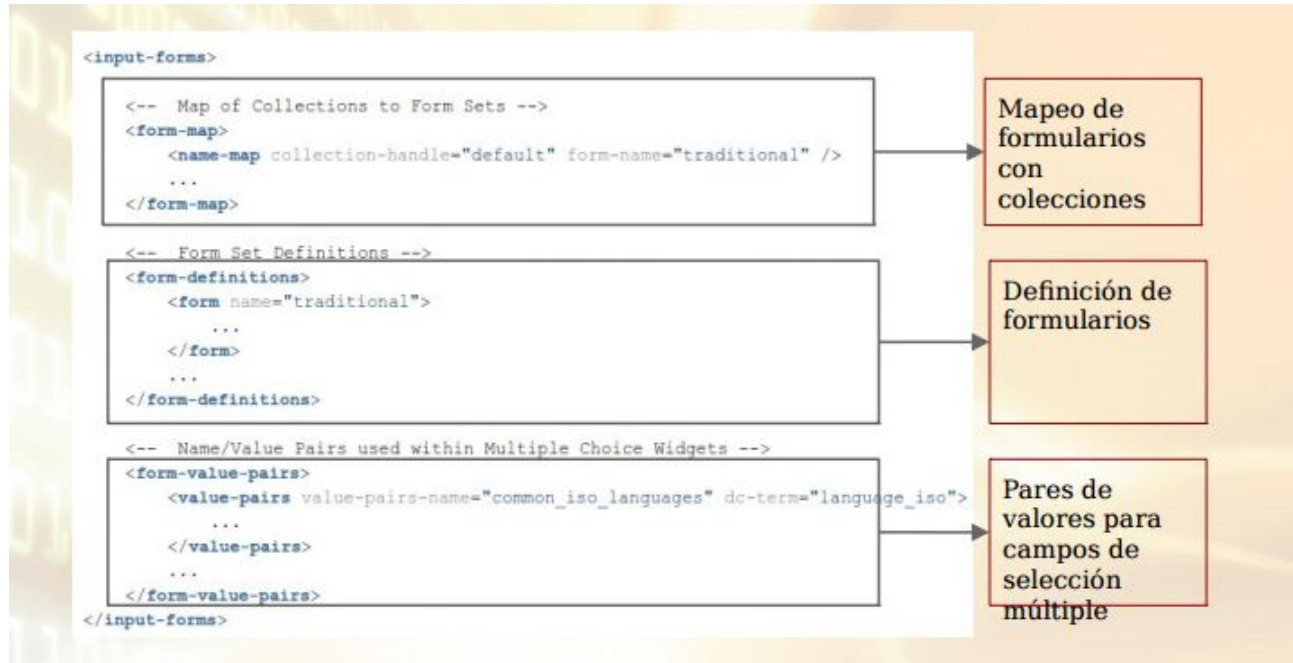 <input-forms>
<-- Map of Collections to Form Sets -->
<form-map>
<name-map collection-handle="default" form-name="traditional" />
...
</form-map>
Mapeo de
formularios
con
colecciones
<-- Form Set Definitions -->
<form-definitions>
<form name="traditional">
...
</form>
...
</form-definitions>
Definición de
formularios
<-- Name/Value Pairs used within Multiple Choice Widgets -->
<form-value-pairs>
<value-pairs value-pairs-name="common_iso_languages" dc-term="language_iso">
...
</value-pairs>
...
</form-value-pairs>
Pares de
valores para
campos de
selección
múltiple
</input-forms>